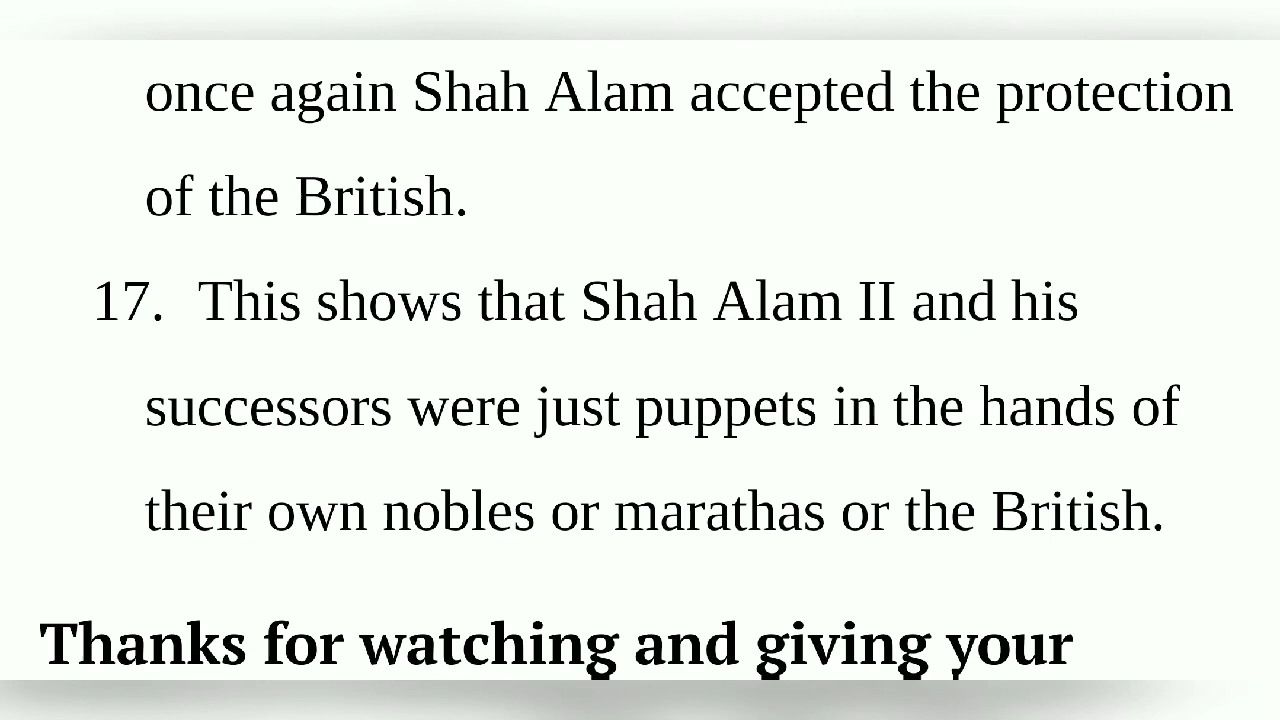 once again Shah Alam accepted the protection
of the British.
17. This shows that Shah Alam II and his
successors were just puppets in the hands of
their own nobles or marathas or the British.
Thanks for watching and giving your